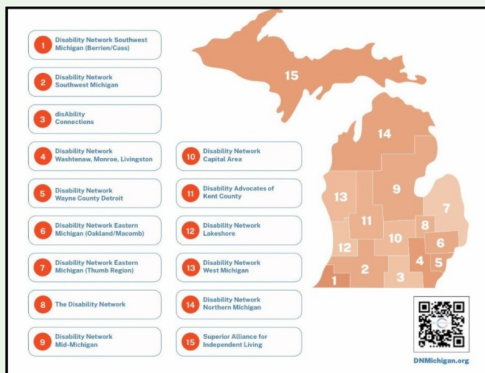 1
Disability Network Southwest
Michigan (Berrien/Cass)
2
Disability Network
Southwest Michigan
3
disAbility
Connections
4
Disability Network
Washtenaw, Monroe, Livingston
5
Disability Network
Wayne County Detroit
6
Disability Network Eastern
Michigan (Oakland/Macomb)
7
Disability Network Eastern
Michigan (Thumb Region)
8
The Disability Network
9
Disability Network
Mid-Michigan
10
Disability Network
Capital Area
11
Disability Advocates of
Kent County
12
Disability Network
Lakeshore
13
Disability Network
West Michigan
14
Disability Network
Northern Michigan
15
Superior Alliance for
Independent Living
15
14
13
9
7
11
8
12
10
6
4
5
1
2
3
DNMichigan.org